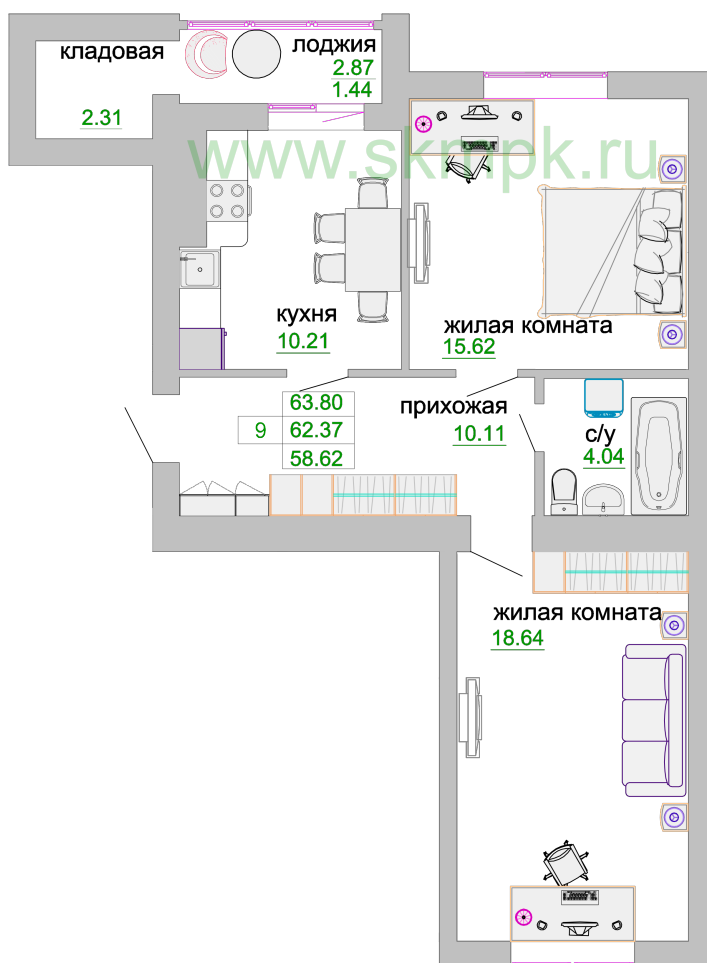 кладовая
2.31
лоджия
2.87
1.44
www.skmpk.ru
кухня
10.21
жилая комната
15.62
63.80
9 62.37
58.62
прихожая
10.11
с/у
4.04
жилая комната
18.64